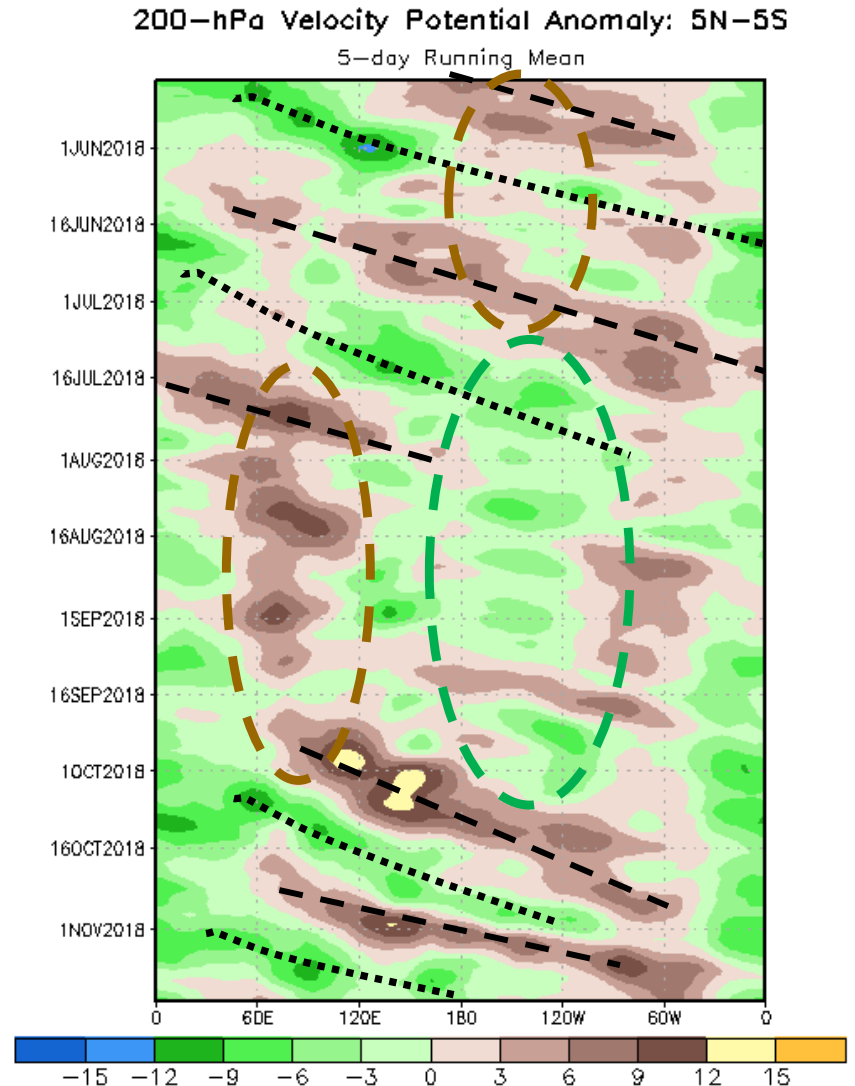 200-hPa Velocity Potential Anomaly: 5N-5S
5-day Running Mean
1JUN2018
16JUN2018
1JUL2018
16JUL2018
1AUG2018
16AUG2018
1SEP2018
16SEP2018
1OCT2018
16OCT2018
1NOV2018
0 60E 120E 180 120W 60W 0
-15 -12 -9 -6 -3 0 3 6 9 12 15